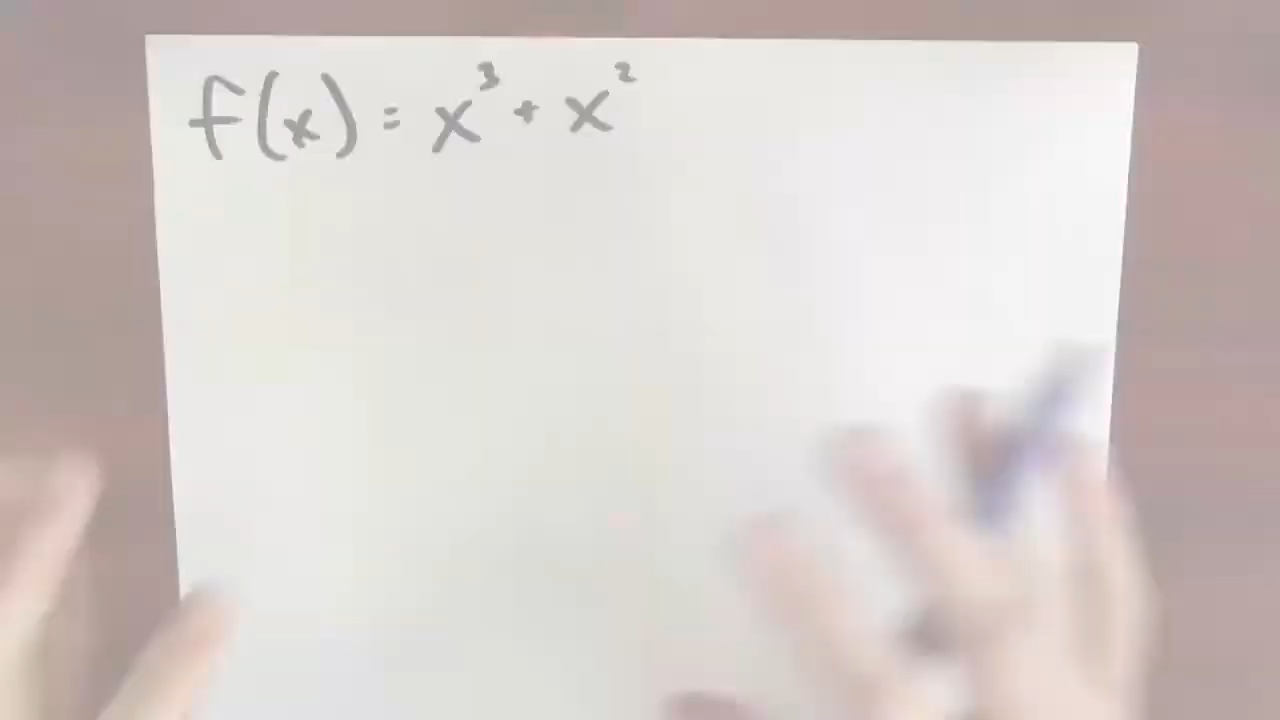 f(x) = x³ + x²